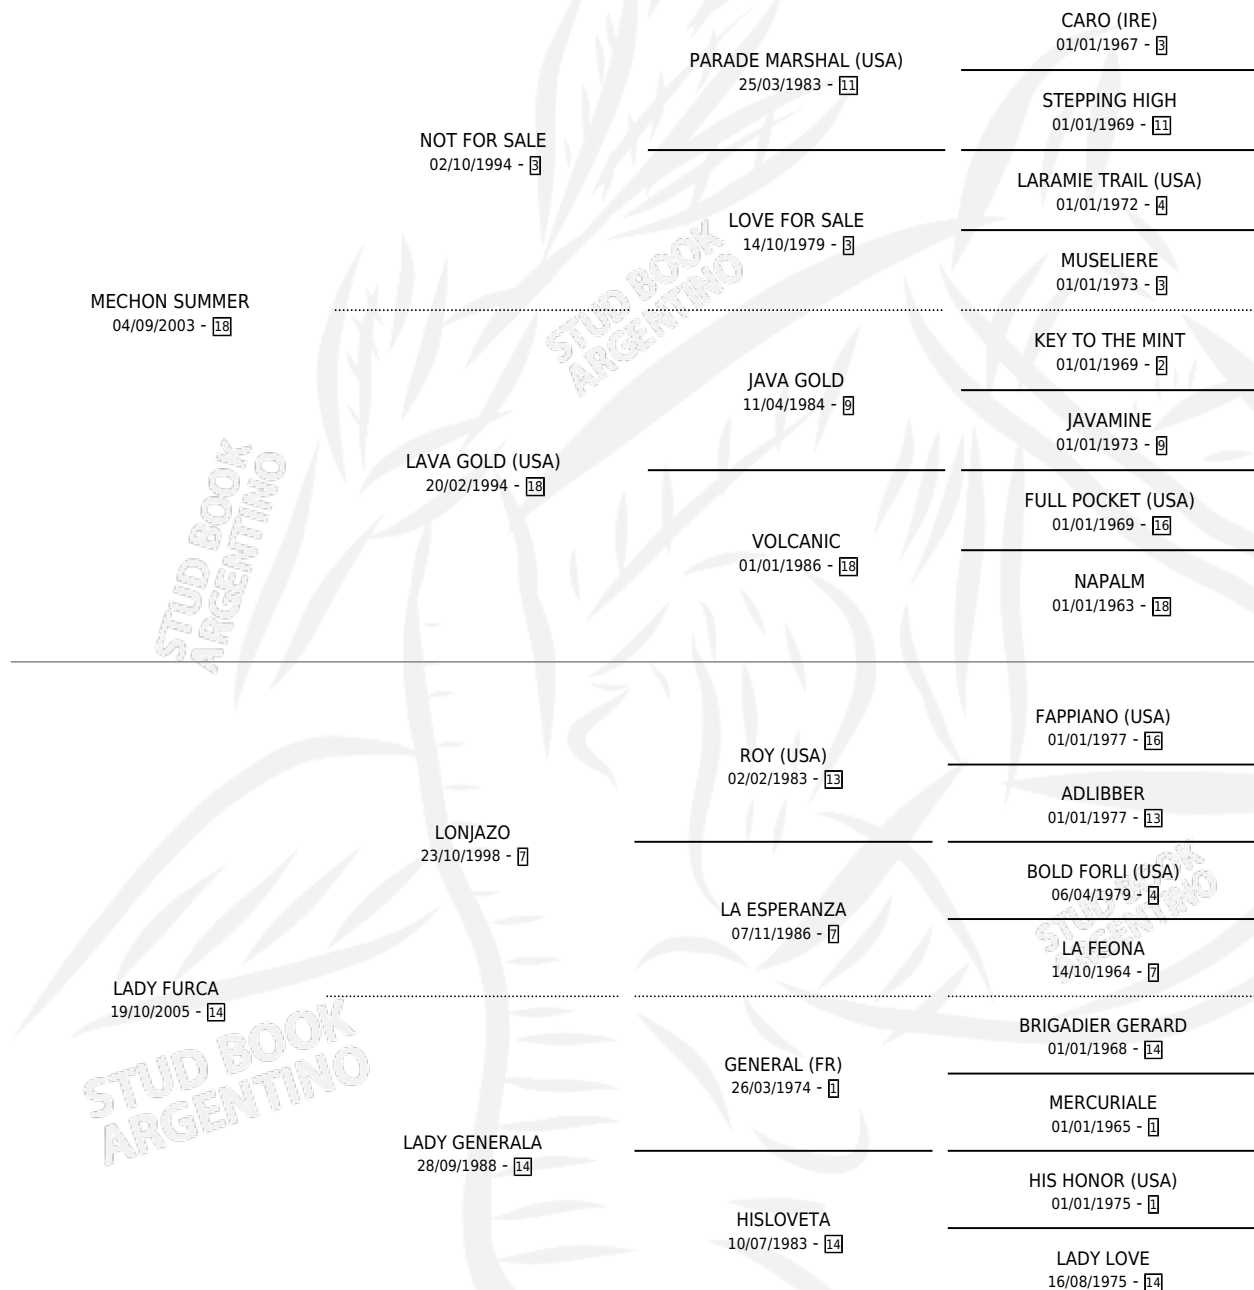 CARO (IRE)
01/01/1967 - 3
PARADE MARSHAL (USA)
25/03/1983 - 11
STEPPING HIGH
01/01/1969 - 11
NOT FOR SALE
02/10/1994 - 3
LARAMIE TRAIL (USA)
01/01/1972 - 4
LOVE FOR SALE
14/10/1979 - 3
MUSELIERE
01/01/1973 - 3
MECHON SUMMER
04/09/2003 - 18
KEY TO THE MINT
01/01/1969 - 2
JAVA GOLD
11/04/1984 - 9
JAVAMINE
01/01/1973 - 9
LAVA GOLD (USA)
20/02/1994 - 18
FULL POCKET (USA)
01/01/1969 - 16
VOLCANIC
01/01/1986 - 18
NAPALM
01/01/1963 - 18
FAPPIANO (USA)
01/01/1977 - 16
ROY (USA)
02/02/1983 - 13
ADLIBBER
01/01/1977 - 13
LONJAZO
23/10/1998 - 7
BOLD FORLI (USA)
06/04/1979 - 4
LA ESPERANZA
07/11/1986 - 7
LA FEONA
14/10/1964 - 7
LADY FURCA
19/10/2005 - 14
BRIGADIER GERARD
01/01/1968 - 14
GENERAL (FR)
26/03/1974 - 1
MERCURIALE
01/01/1965 - 1
LADY GENERALA
28/09/1988 - 14
HIS HONOR (USA)
01/01/1975 - 1
HISLOVETA
10/07/1983 - 14
LADY LOVE
16/08/1975 - 14
STUD BOOK
ARGENTINO
STUD BOOK
ARGENTINO
STUD BOOK
ARGENTINO
STUD BOOK
ARGENTINO